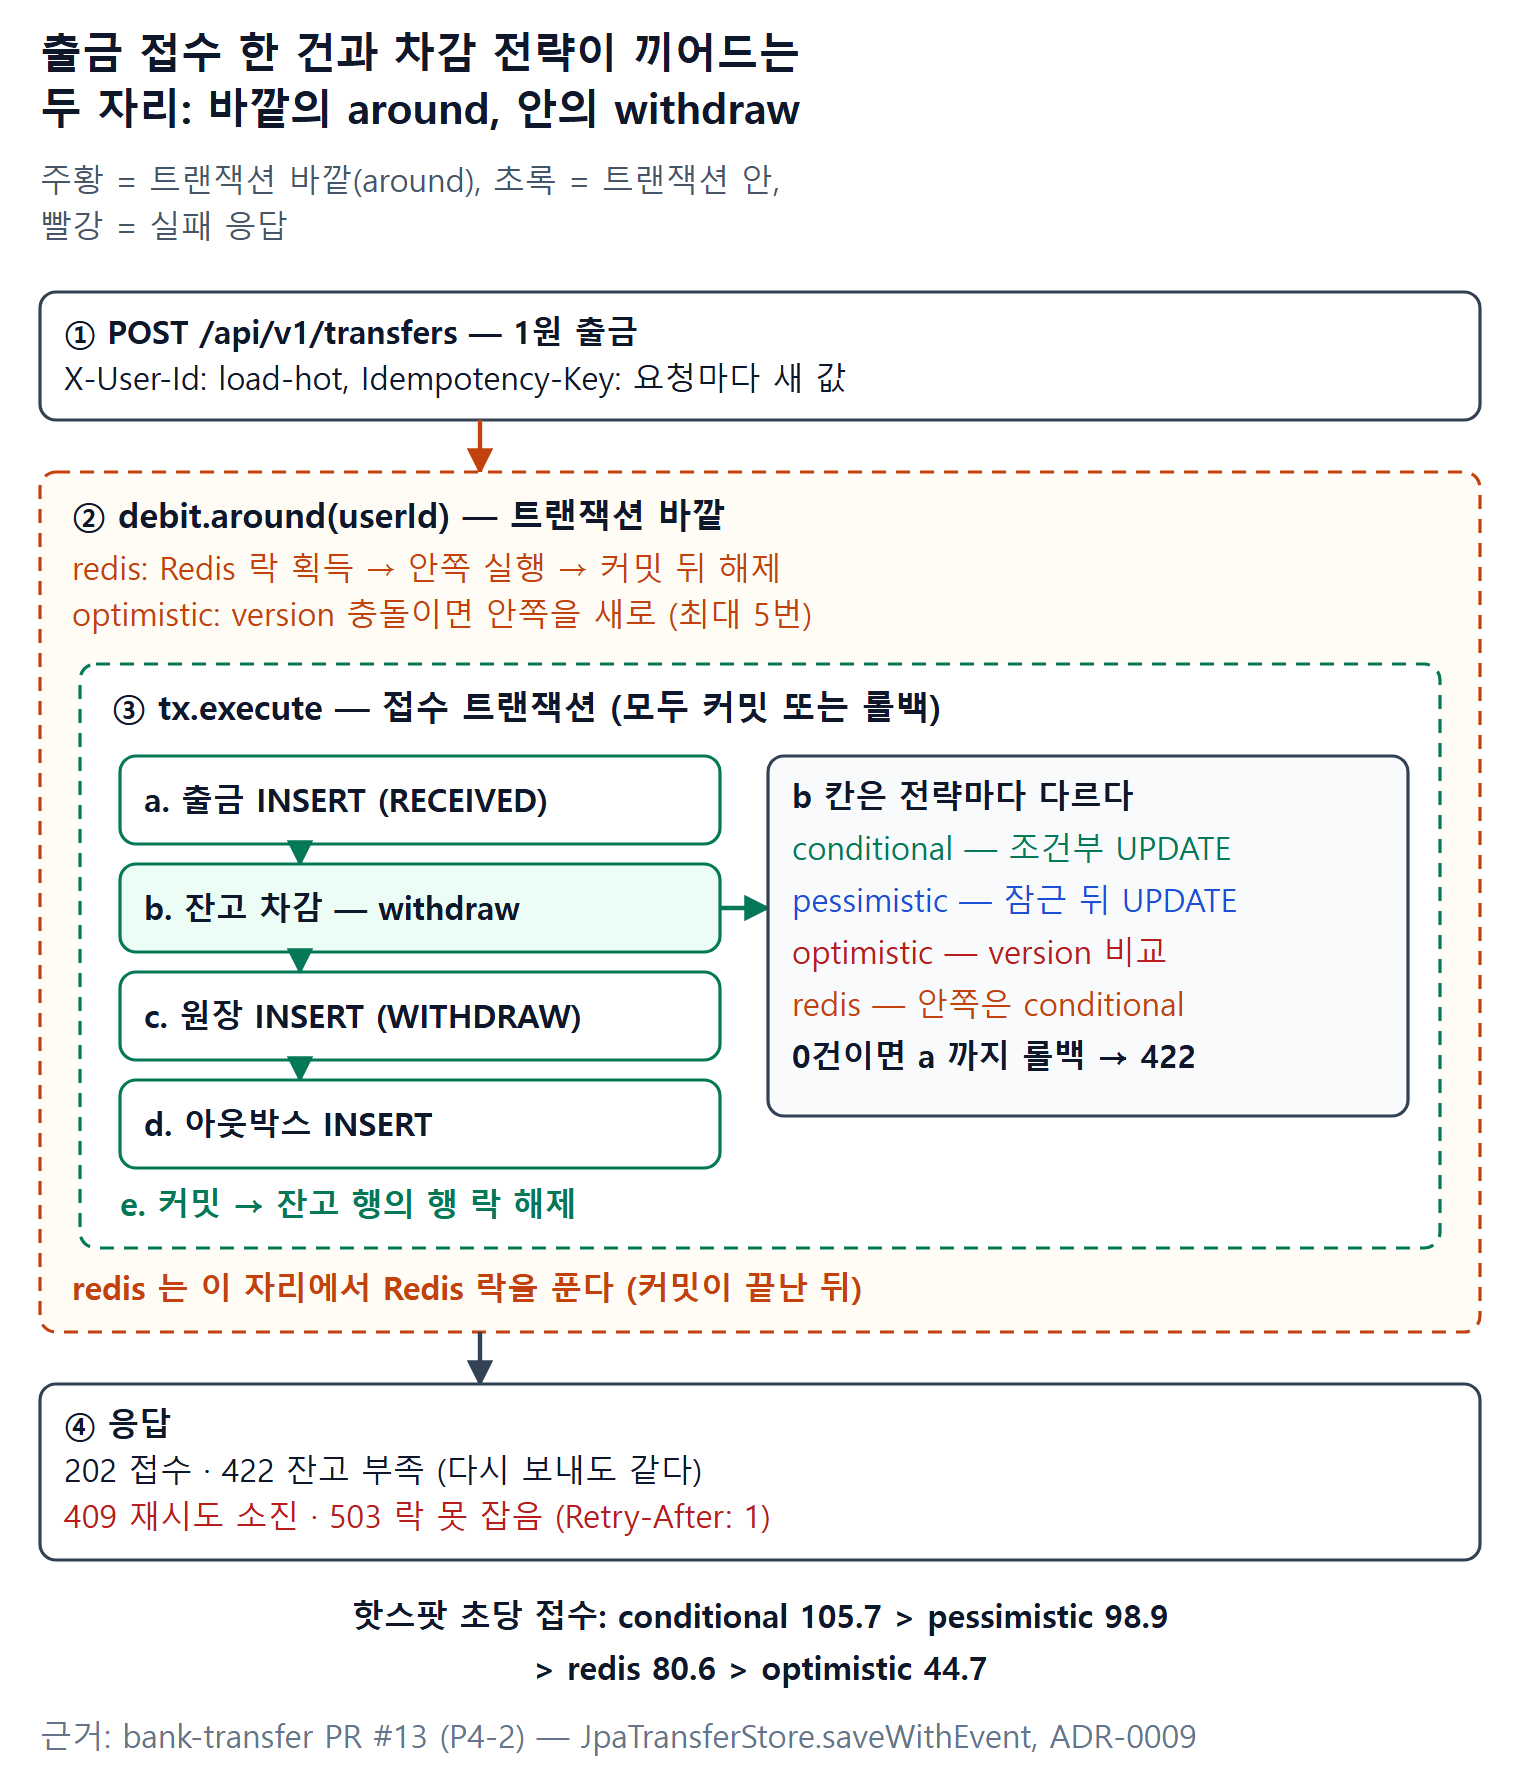 출금 접수 한 건과 차감 전략이 끼어드는
두 자리: 바깥의 around, 안의 withdraw
주황 = 트랜잭션 바깥(around), 초록 = 트랜잭션 안,
빨강 = 실패 응답
① POST /api/v1/transfers — 1원 출금
X-User-Id: load-hot, Idempotency-Key: 요청마다 새 값
② debit.around(userId) — 트랜잭션 바깥
redis: Redis 락 획득 → 안쪽 실행 → 커밋 뒤 해제
optimistic: version 충돌이면 안쪽을 새로 (최대 5번)
③ tx.execute — 접수 트랜잭션 (모두 커밋 또는 롤백)
a. 출금 INSERT (RECEIVED)
b. 잔고 차감 — withdraw
c. 원장 INSERT (WITHDRAW)
d. 아웃박스 INSERT
e. 커밋 → 잔고 행의 행 락 해제
b 칸은 전략마다 다르다
conditional — 조건부 UPDATE
pessimistic — 잠근 뒤 UPDATE
optimistic — version 비교
redis — 안쪽은 conditional
0건이면 a 까지 롤백 → 422
redis 는 이 자리에서 Redis 락을 푼다 (커밋이 끝난 뒤)
④ 응답
202 접수 · 422 잔고 부족 (다시 보내도 같다)
409 재시도 소진 · 503 락 못 잡음 (Retry-After: 1)
핫스팟 초당 접수: conditional 105.7 > pessimistic 98.9
> redis 80.6 > optimistic 44.7
근거: bank-transfer PR #13 (P4-2) — JpaTransferStore.saveWithEvent, ADR-0009